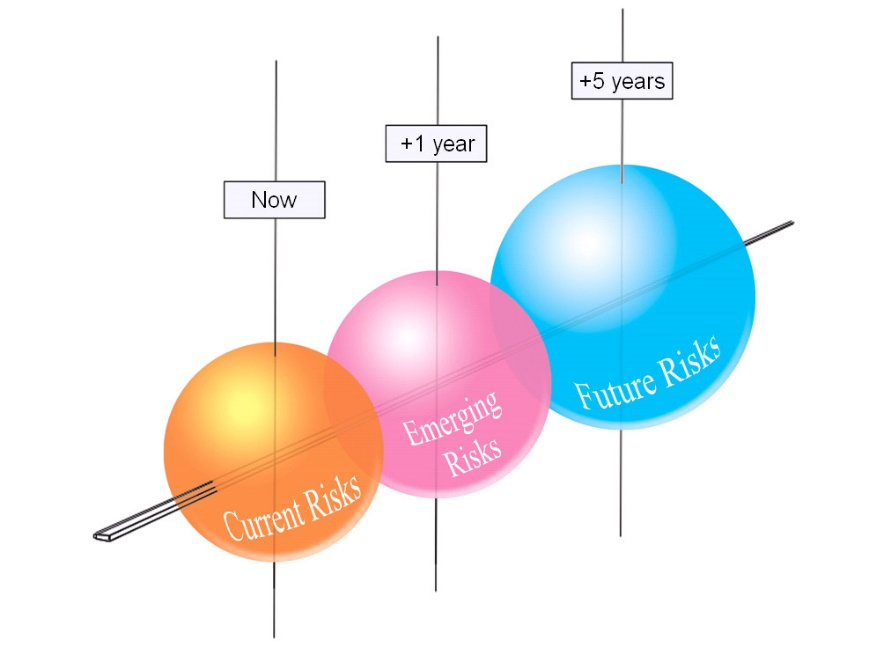 +5 years
+1 year
Now
Future Risks
Emerging
Risks
Current Risks